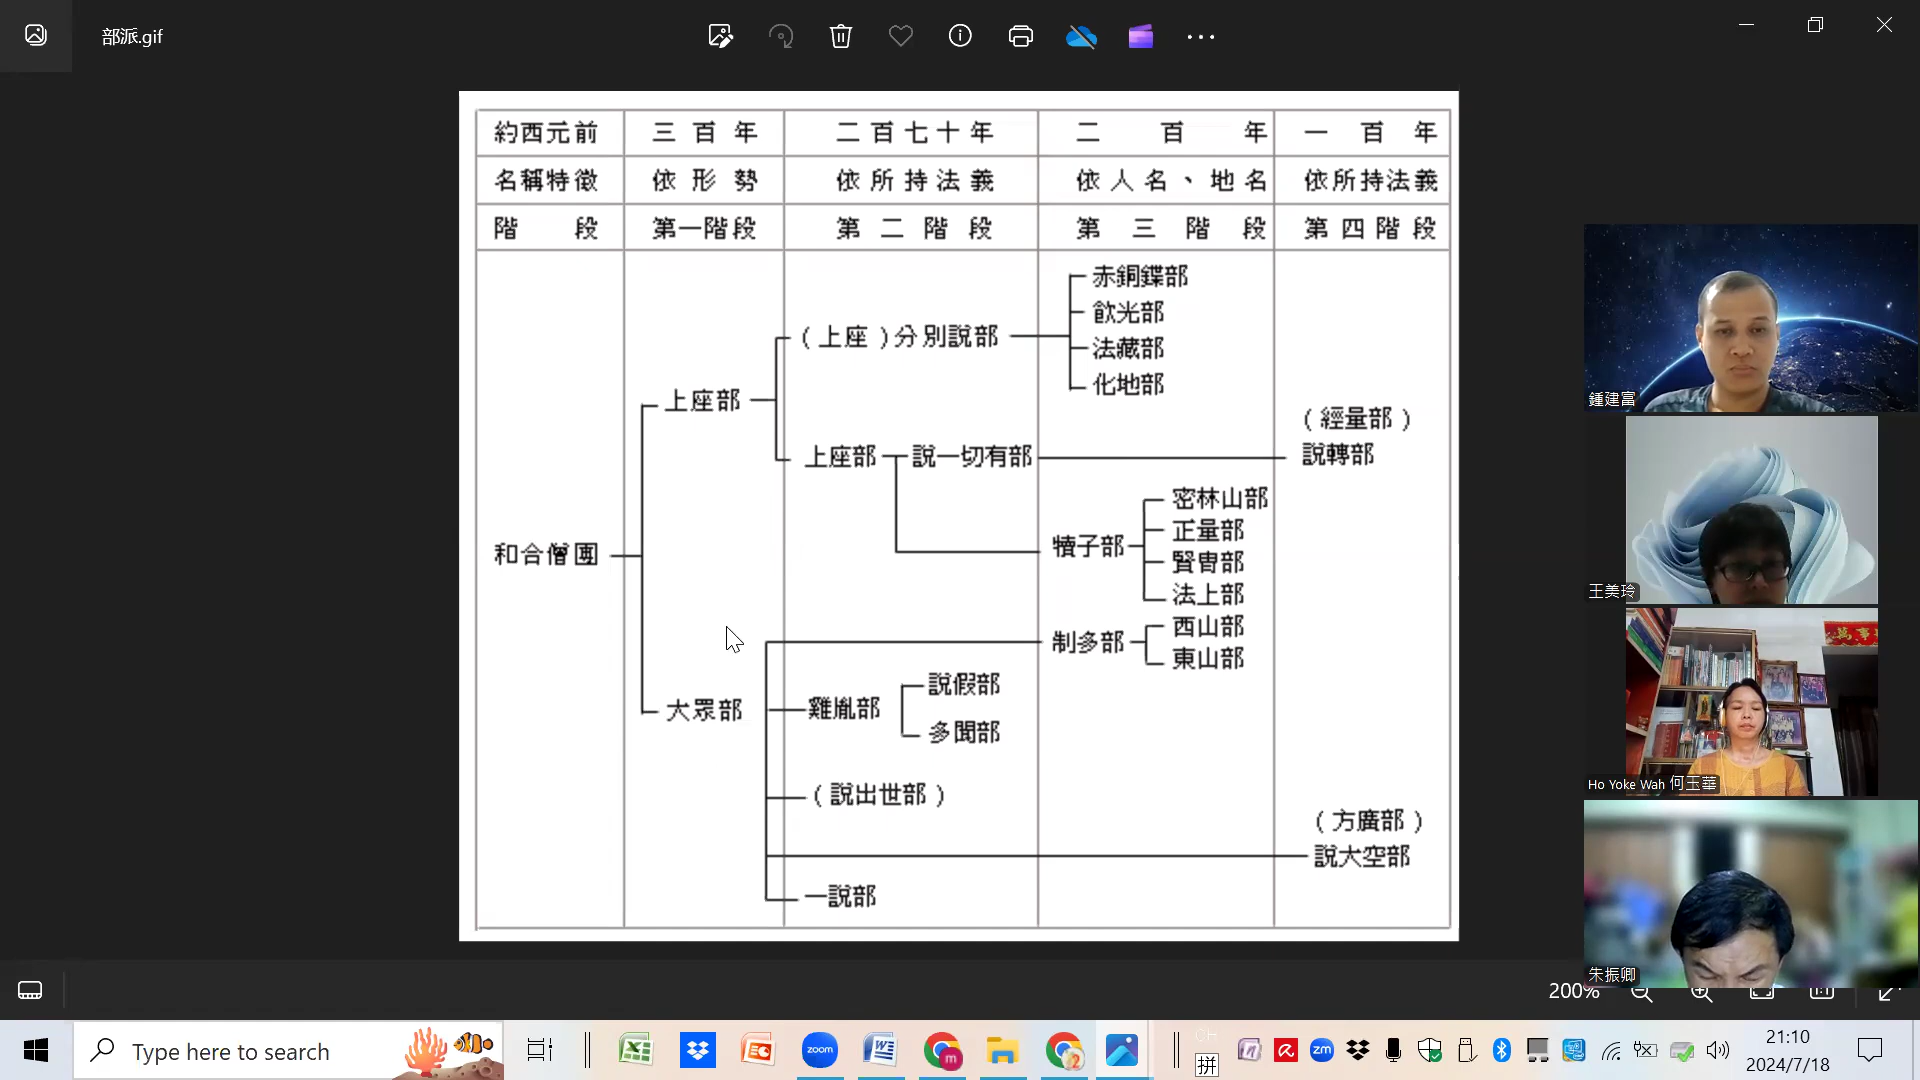 部派.gif
約西元前 三百年 二百七十年 二百年 一百年
名稱特徵 依形勢 依所持法義 依人名、地名 依所持法義
階段 第一階段 第二階段 第三階段 第四階段
赤銅鍱部
(上座)分別說部
飲光部
法藏部
化地部
上座部
(經量部)
上座部 說一切有部
說轉部
密林山部
正量部
犢子部
賢冑部
法上部
和合僧團
西山部
制多部
東山部
說假部
大眾部
雞胤部
多聞部
(說出世部)
(方廣部)
說大空部
一說部
鍾建富
王美玲
Ho Yoke Wah 何玉華
朱振卿
200%
Type here to search
zoom
zm
拼
21:10
2024/7/18